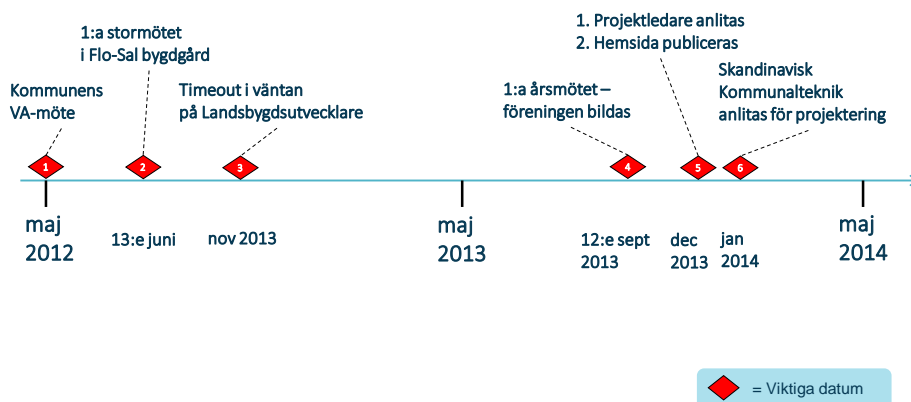 1:a stormötet
i Flo-Sal bygdgård
Kommunens
VA-möte
Timeout i väntan
på Landsbygdsutvecklare
1:a årsmötet –
föreningen bildas
1. Projektledare anlitas
2. Hemsida publiceras
Skandinavisk
Kommunalteknik
anlitas för projektering
1
2
3
4
5
6
maj
2012
13:e juni
nov 2013
maj
2013
12:e sept
2013
dec
2013
jan
2014
maj
2014
= Viktiga datum